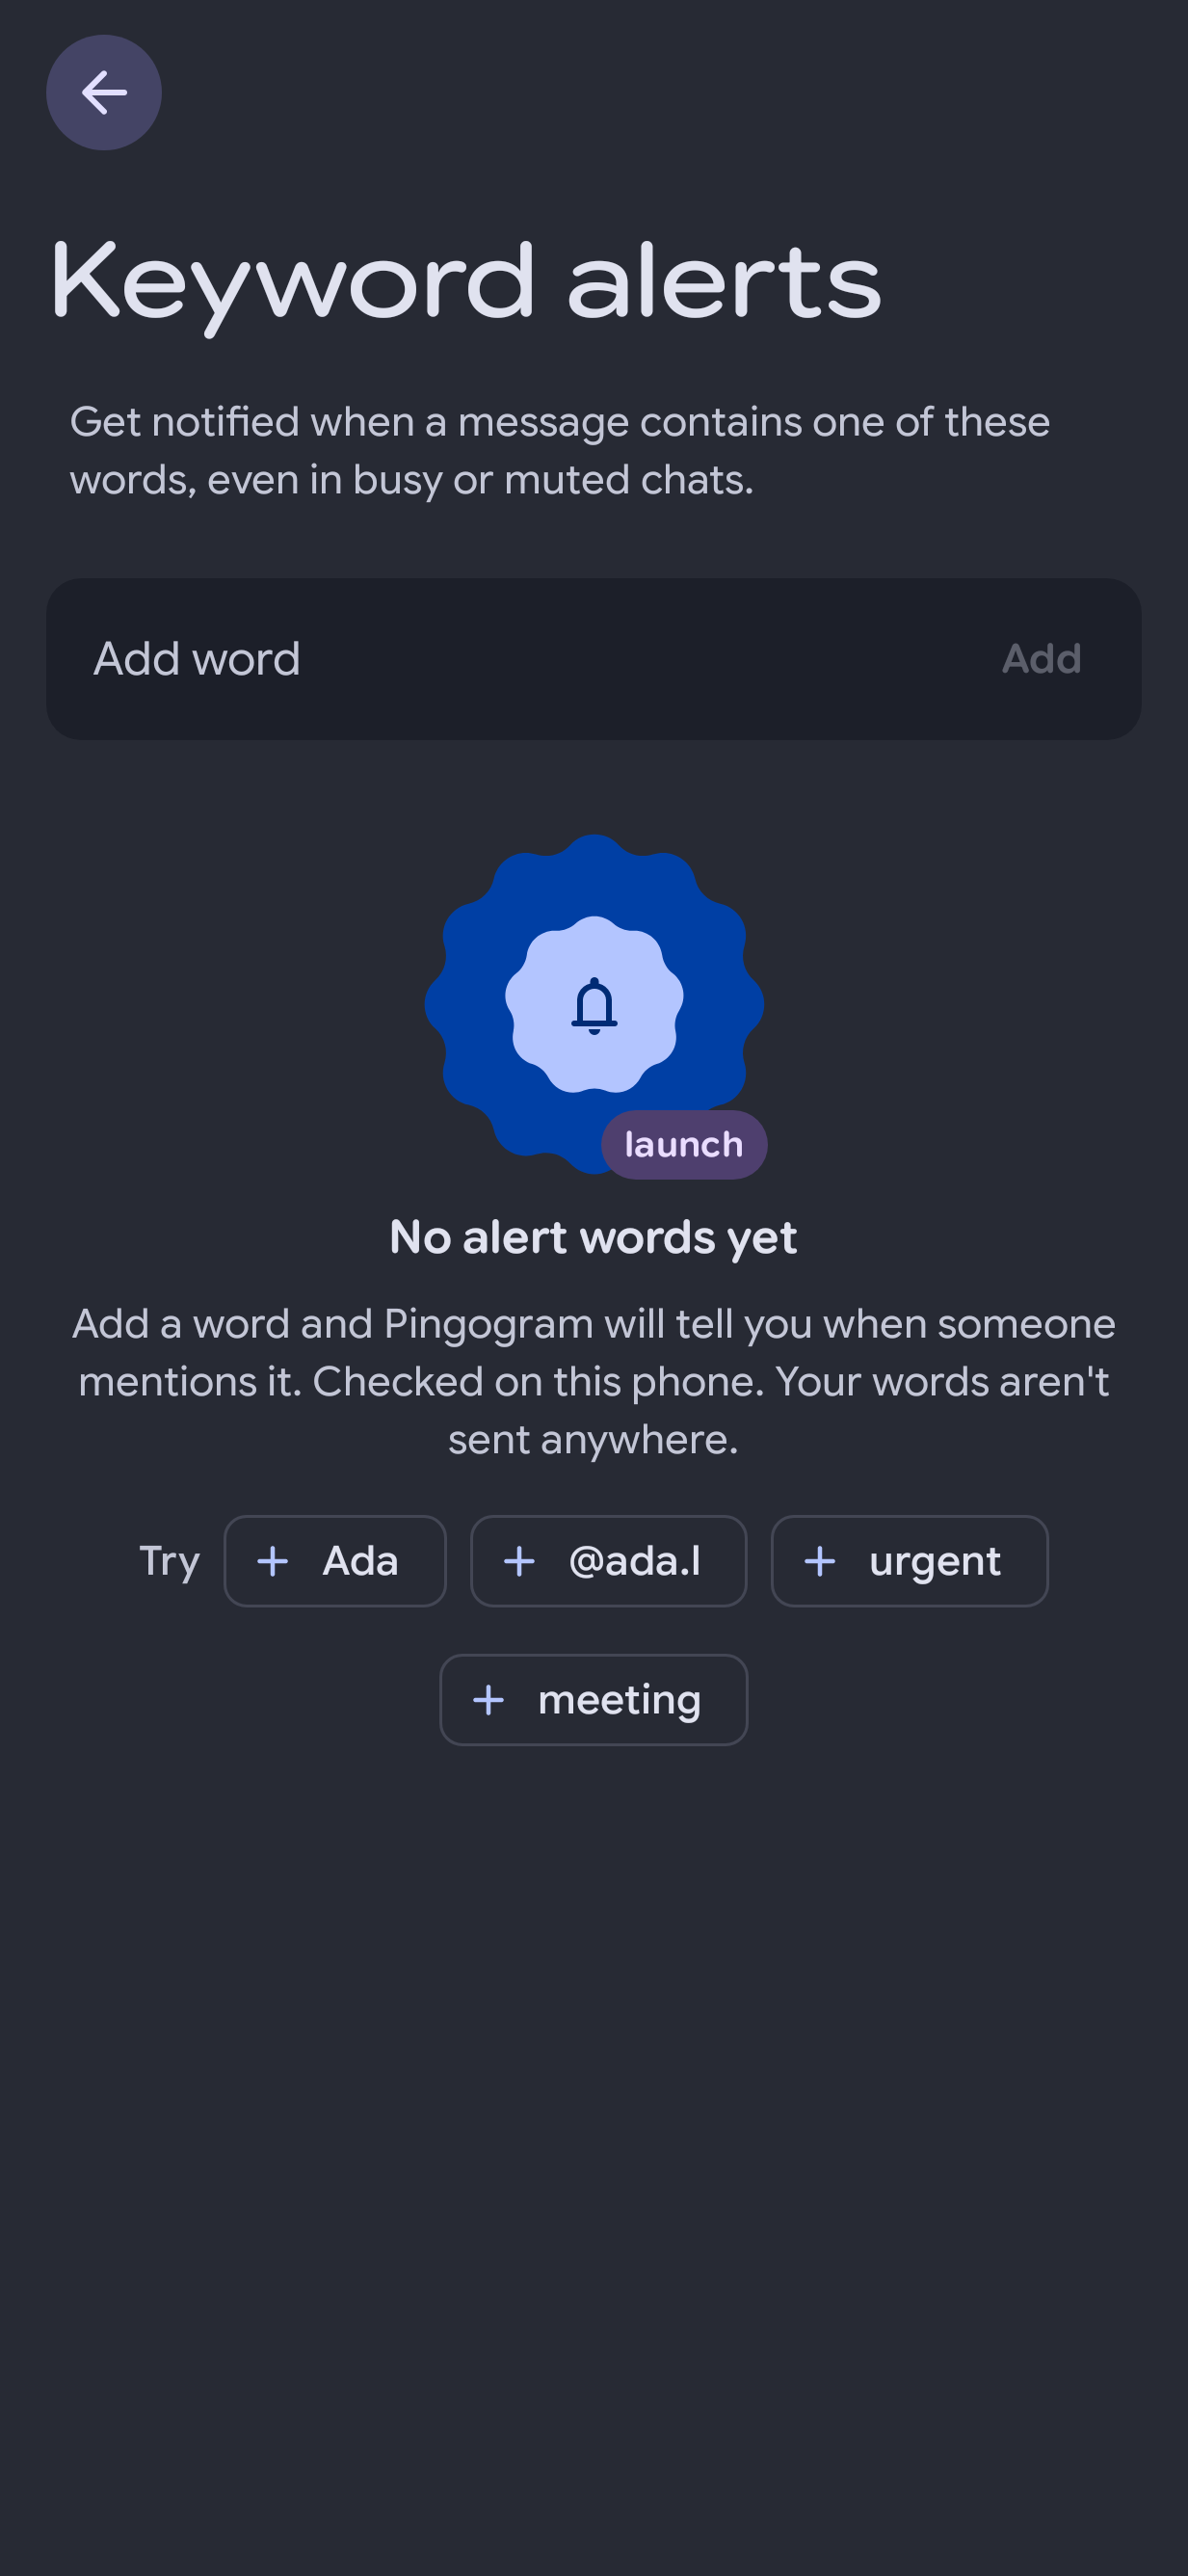 Keyword alerts
Get notified when a message contains one of these
words, even in busy or muted chats.
Add word Add
launch
No alert words yet
Add a word and Pingogram will tell you when someone
mentions it. Checked on this phone. Your words aren't
sent anywhere.
Try Ada @ada.l urgent
meeting